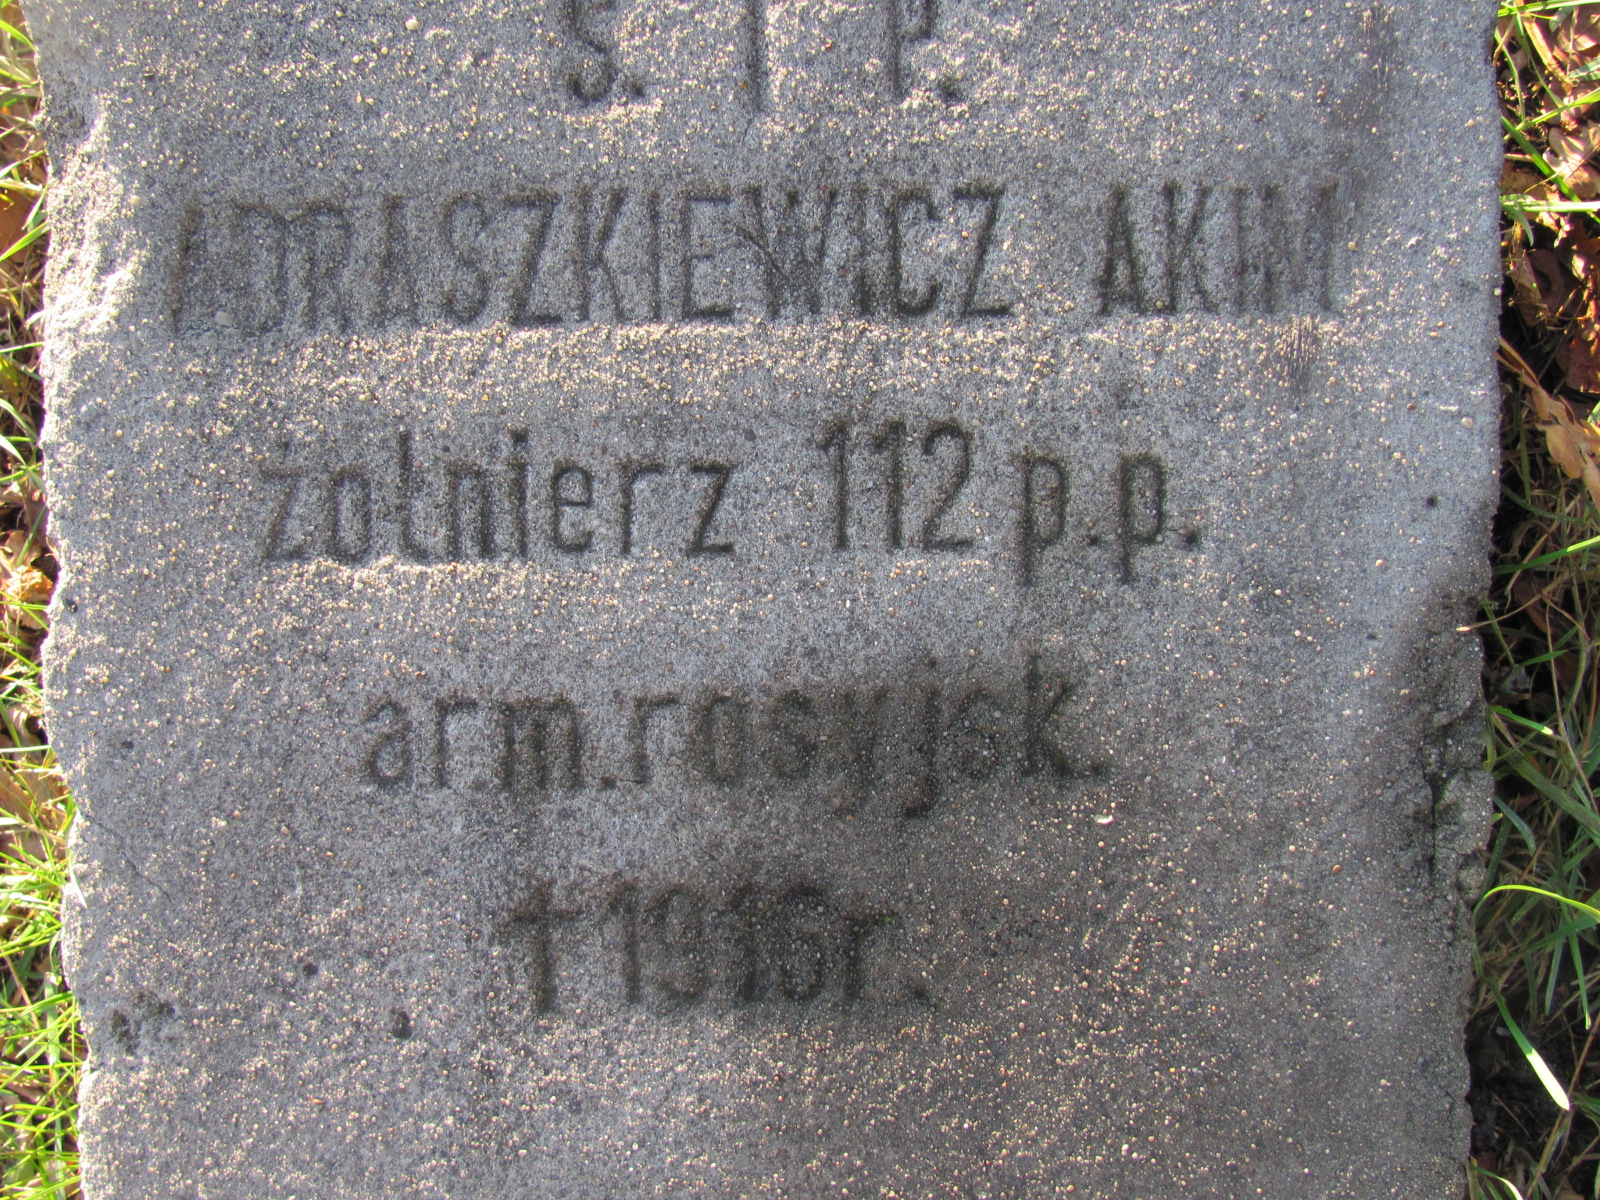 Ś. † P.
ADRASZKIEWICZ AKIM
żołnierz 112 p.p.
arm. rosyjsk.
† 1916 r.